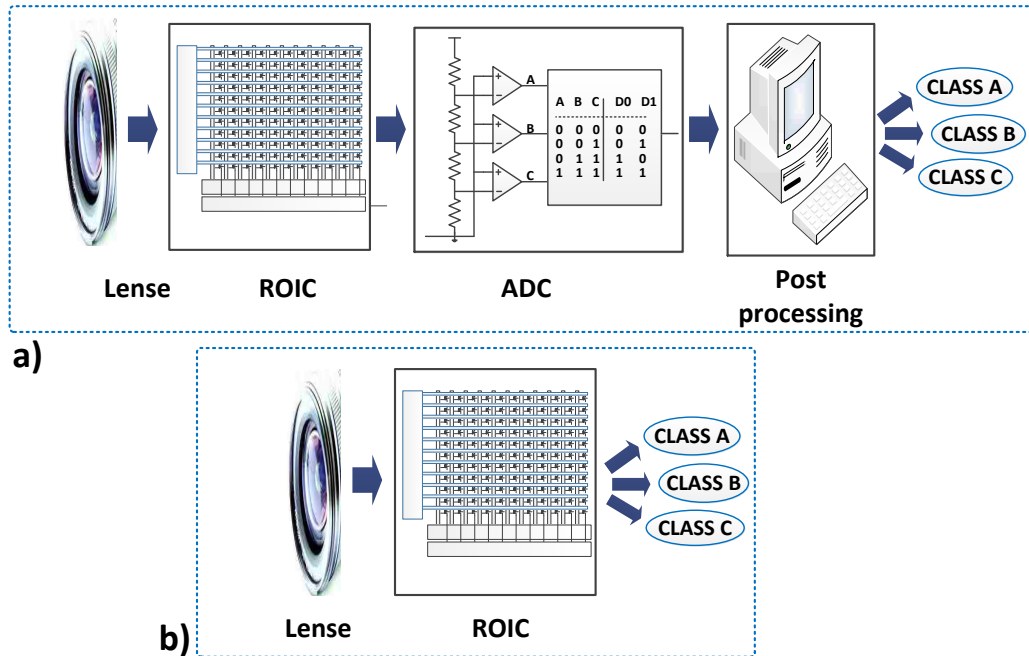 A
B
C
A B C D0 D1
0 0 0 0 0
0 0 1 0 1
0 1 1 1 0
1 1 1 1 1
CLASS A
CLASS B
CLASS C
Lense
ROIC
ADC
Post
processing
a)
CLASS A
CLASS B
CLASS C
Lense
ROIC
b)